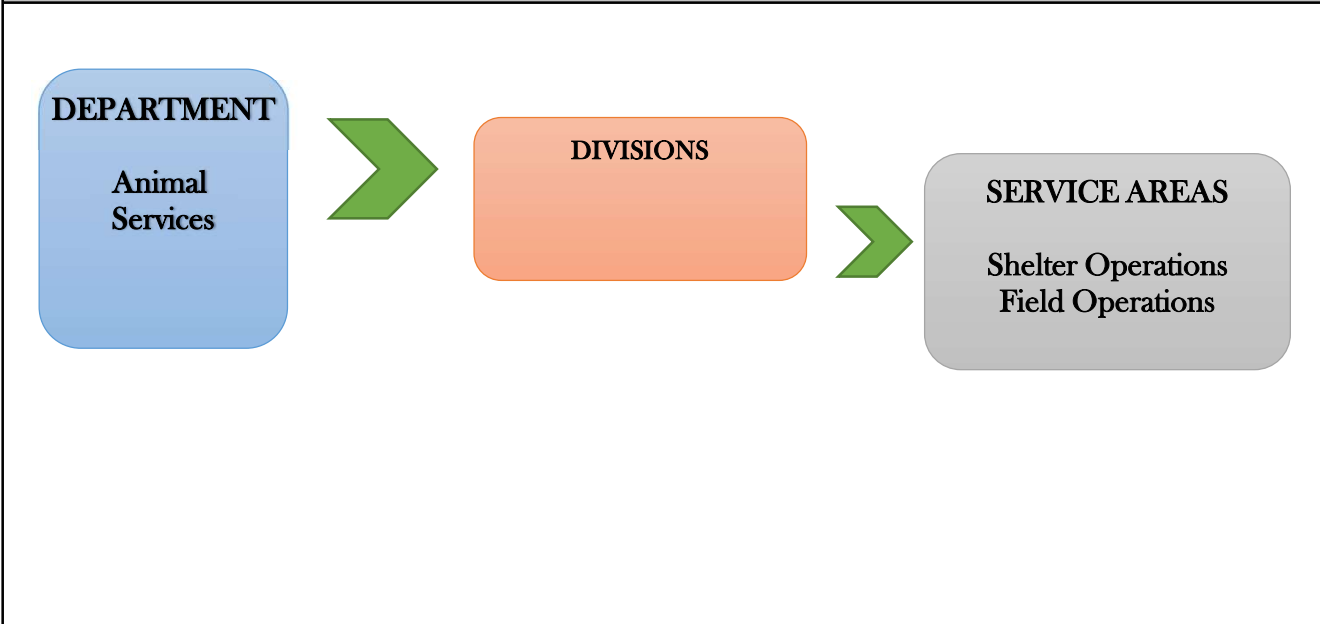 DEPARTMENT
Animal
Services
DIVISIONS
SERVICE AREAS
Shelter Operations
Field Operations